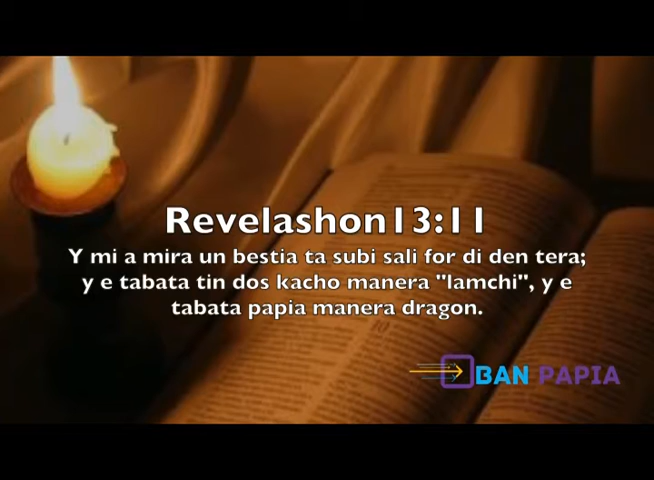 Revelashon13:11
Y mi a mira un bestia ta subi sali for di den tera;
y e tabata tin dos kacho manera "lamchi", y e
tabata papia manera dragon.
BAN PAPIA